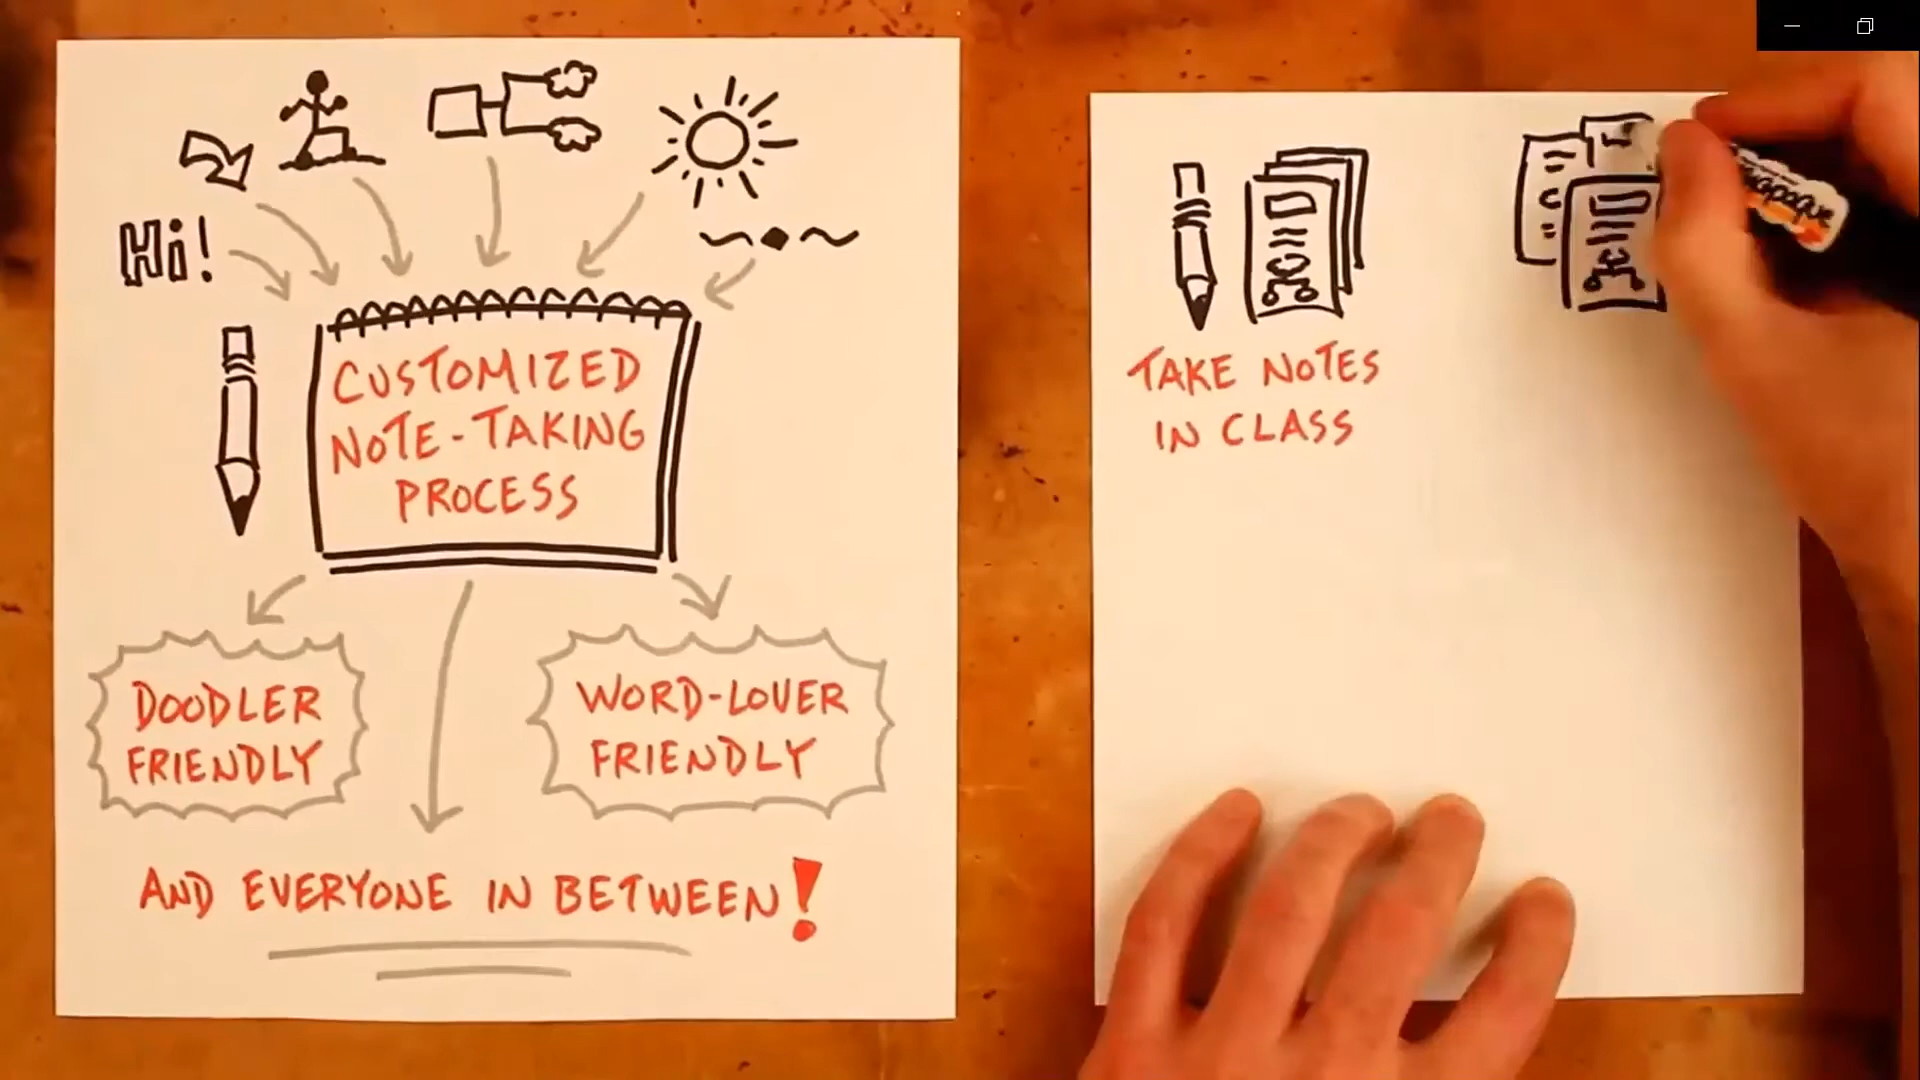 Hi!
CUSTOMIZED
NOTE-TAKING
PROCESS
DOODLER
FRIENDLY
WORD-LOVER
FRIENDLY
AND EVERYONE IN BETWEEN!
TAKE NOTES
IN CLASS